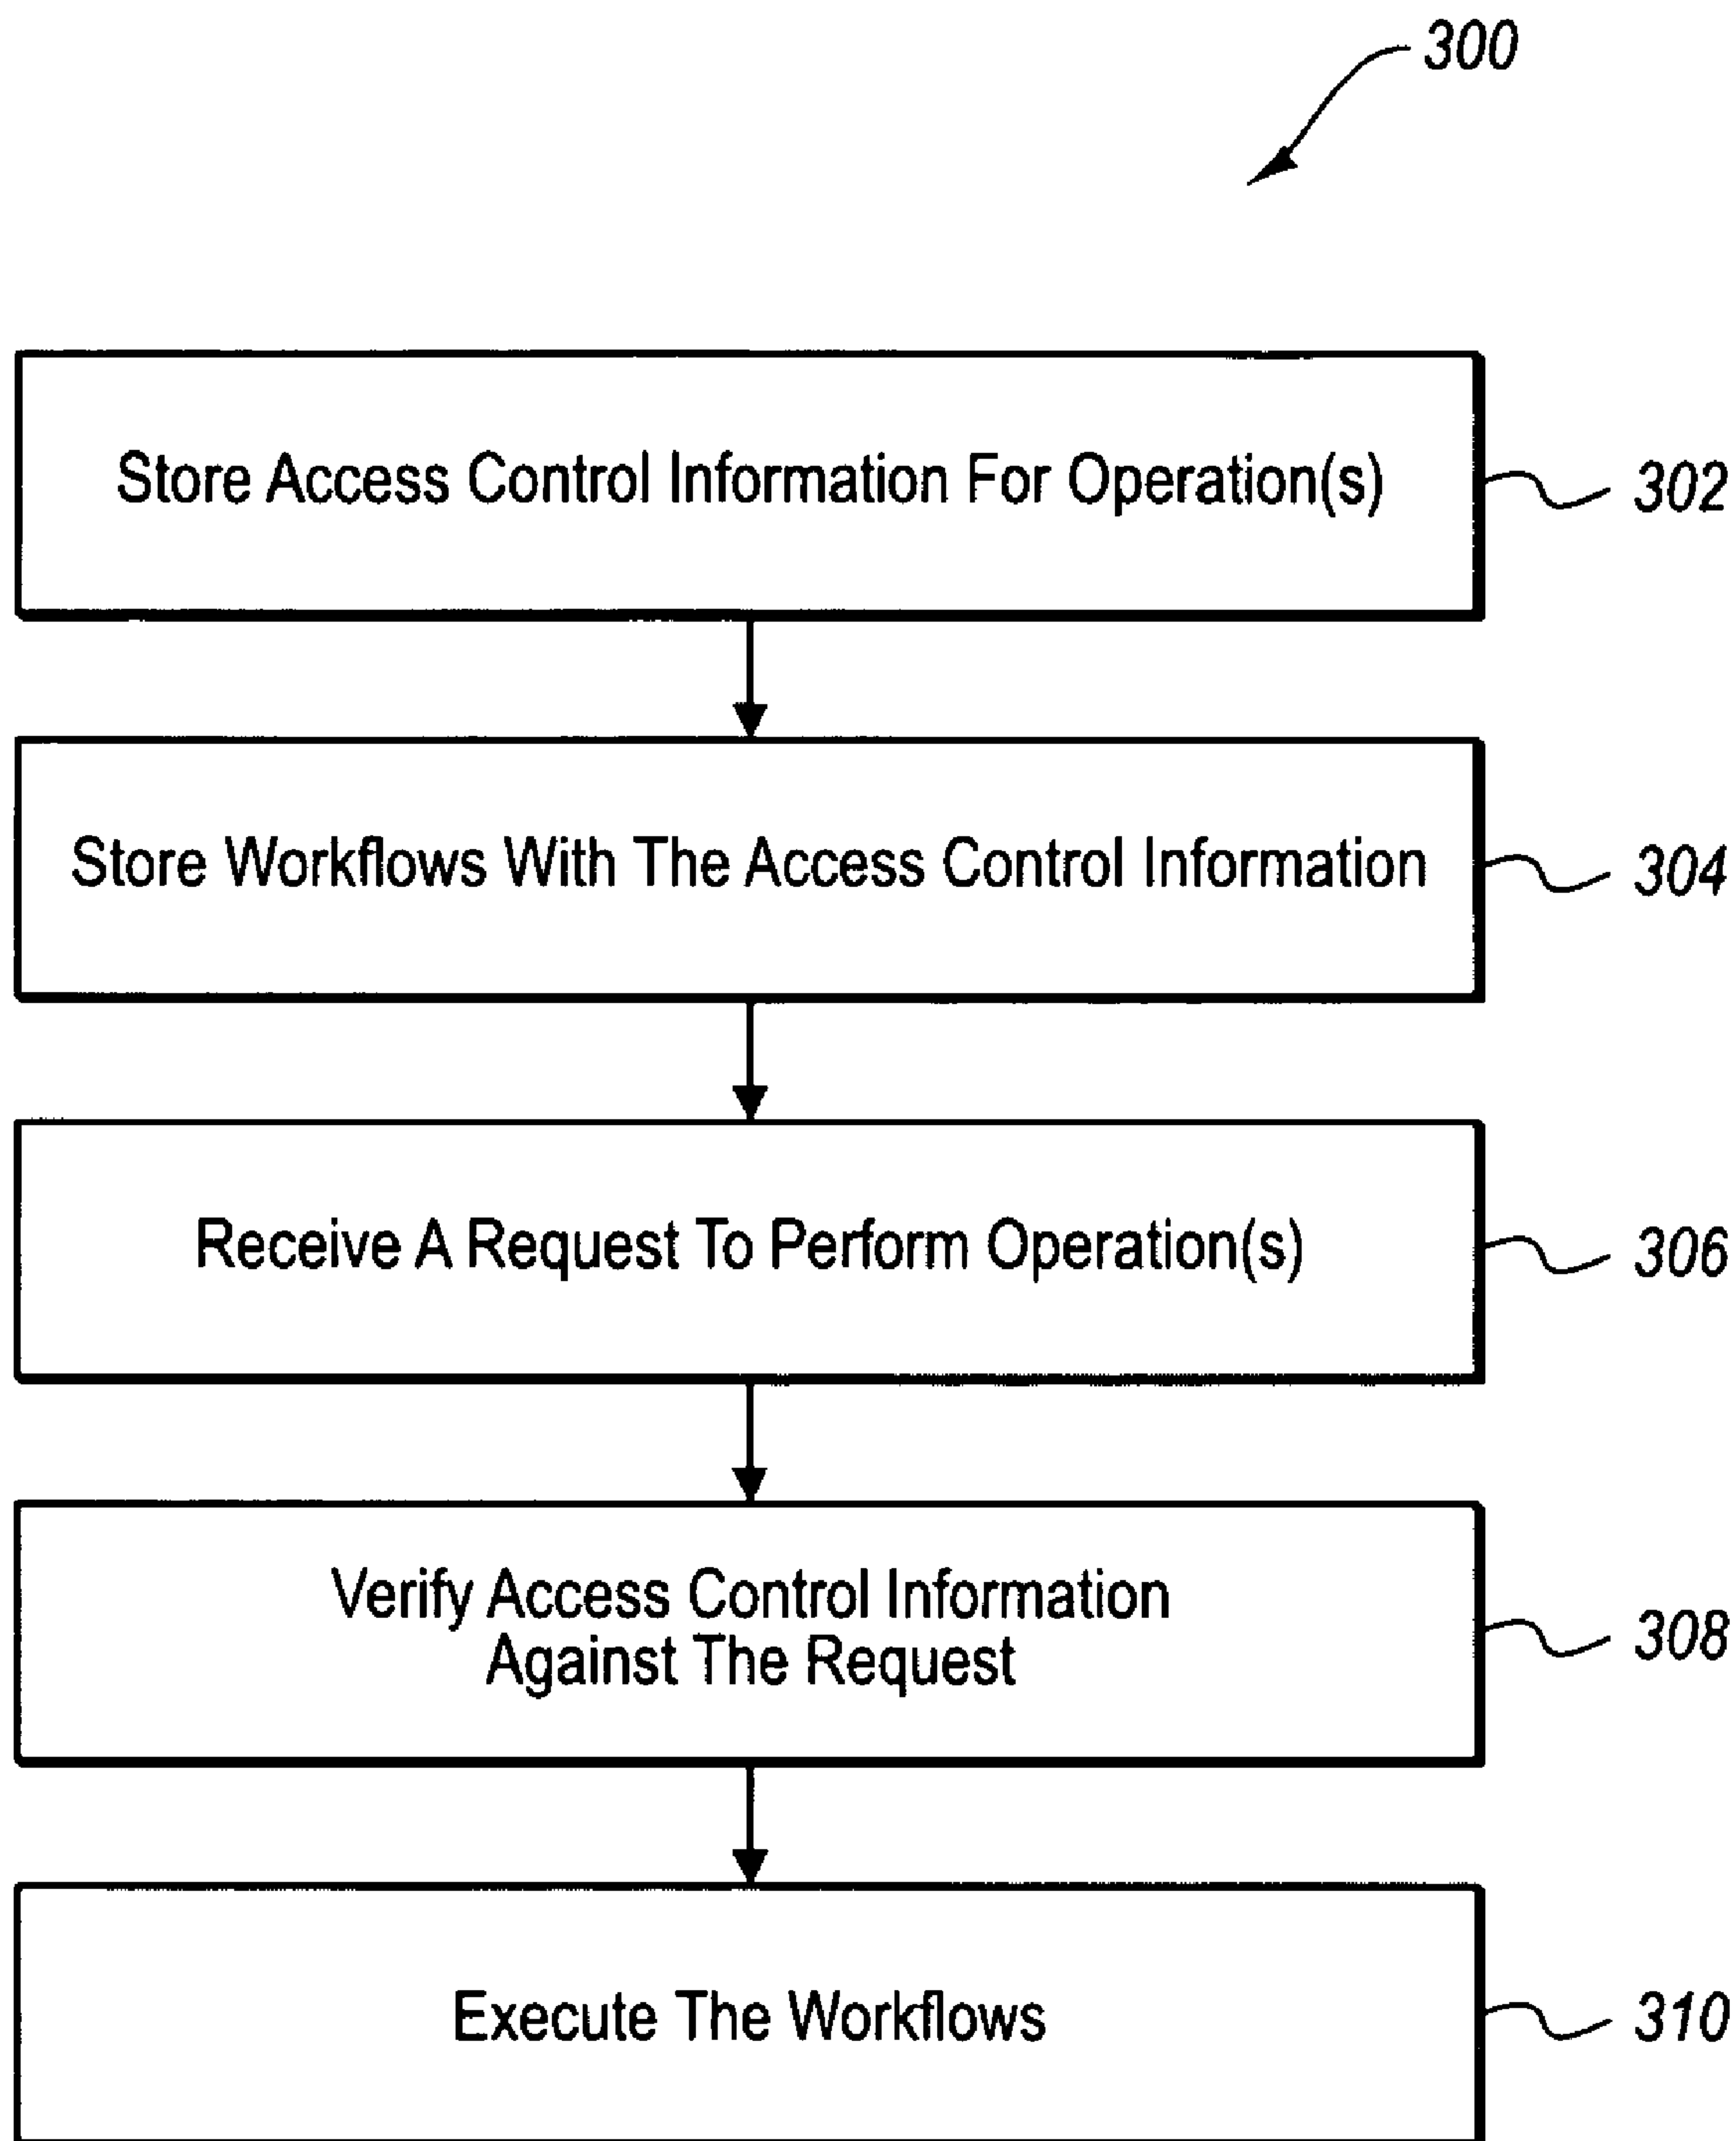 300
Store Access Control Information For Operation(s)
302
Store Workflows With The Access Control Information
304
Receive A Request To Perform Operation(s)
306
Verify Access Control Information
Against The Request
308
Execute The Workflows
310